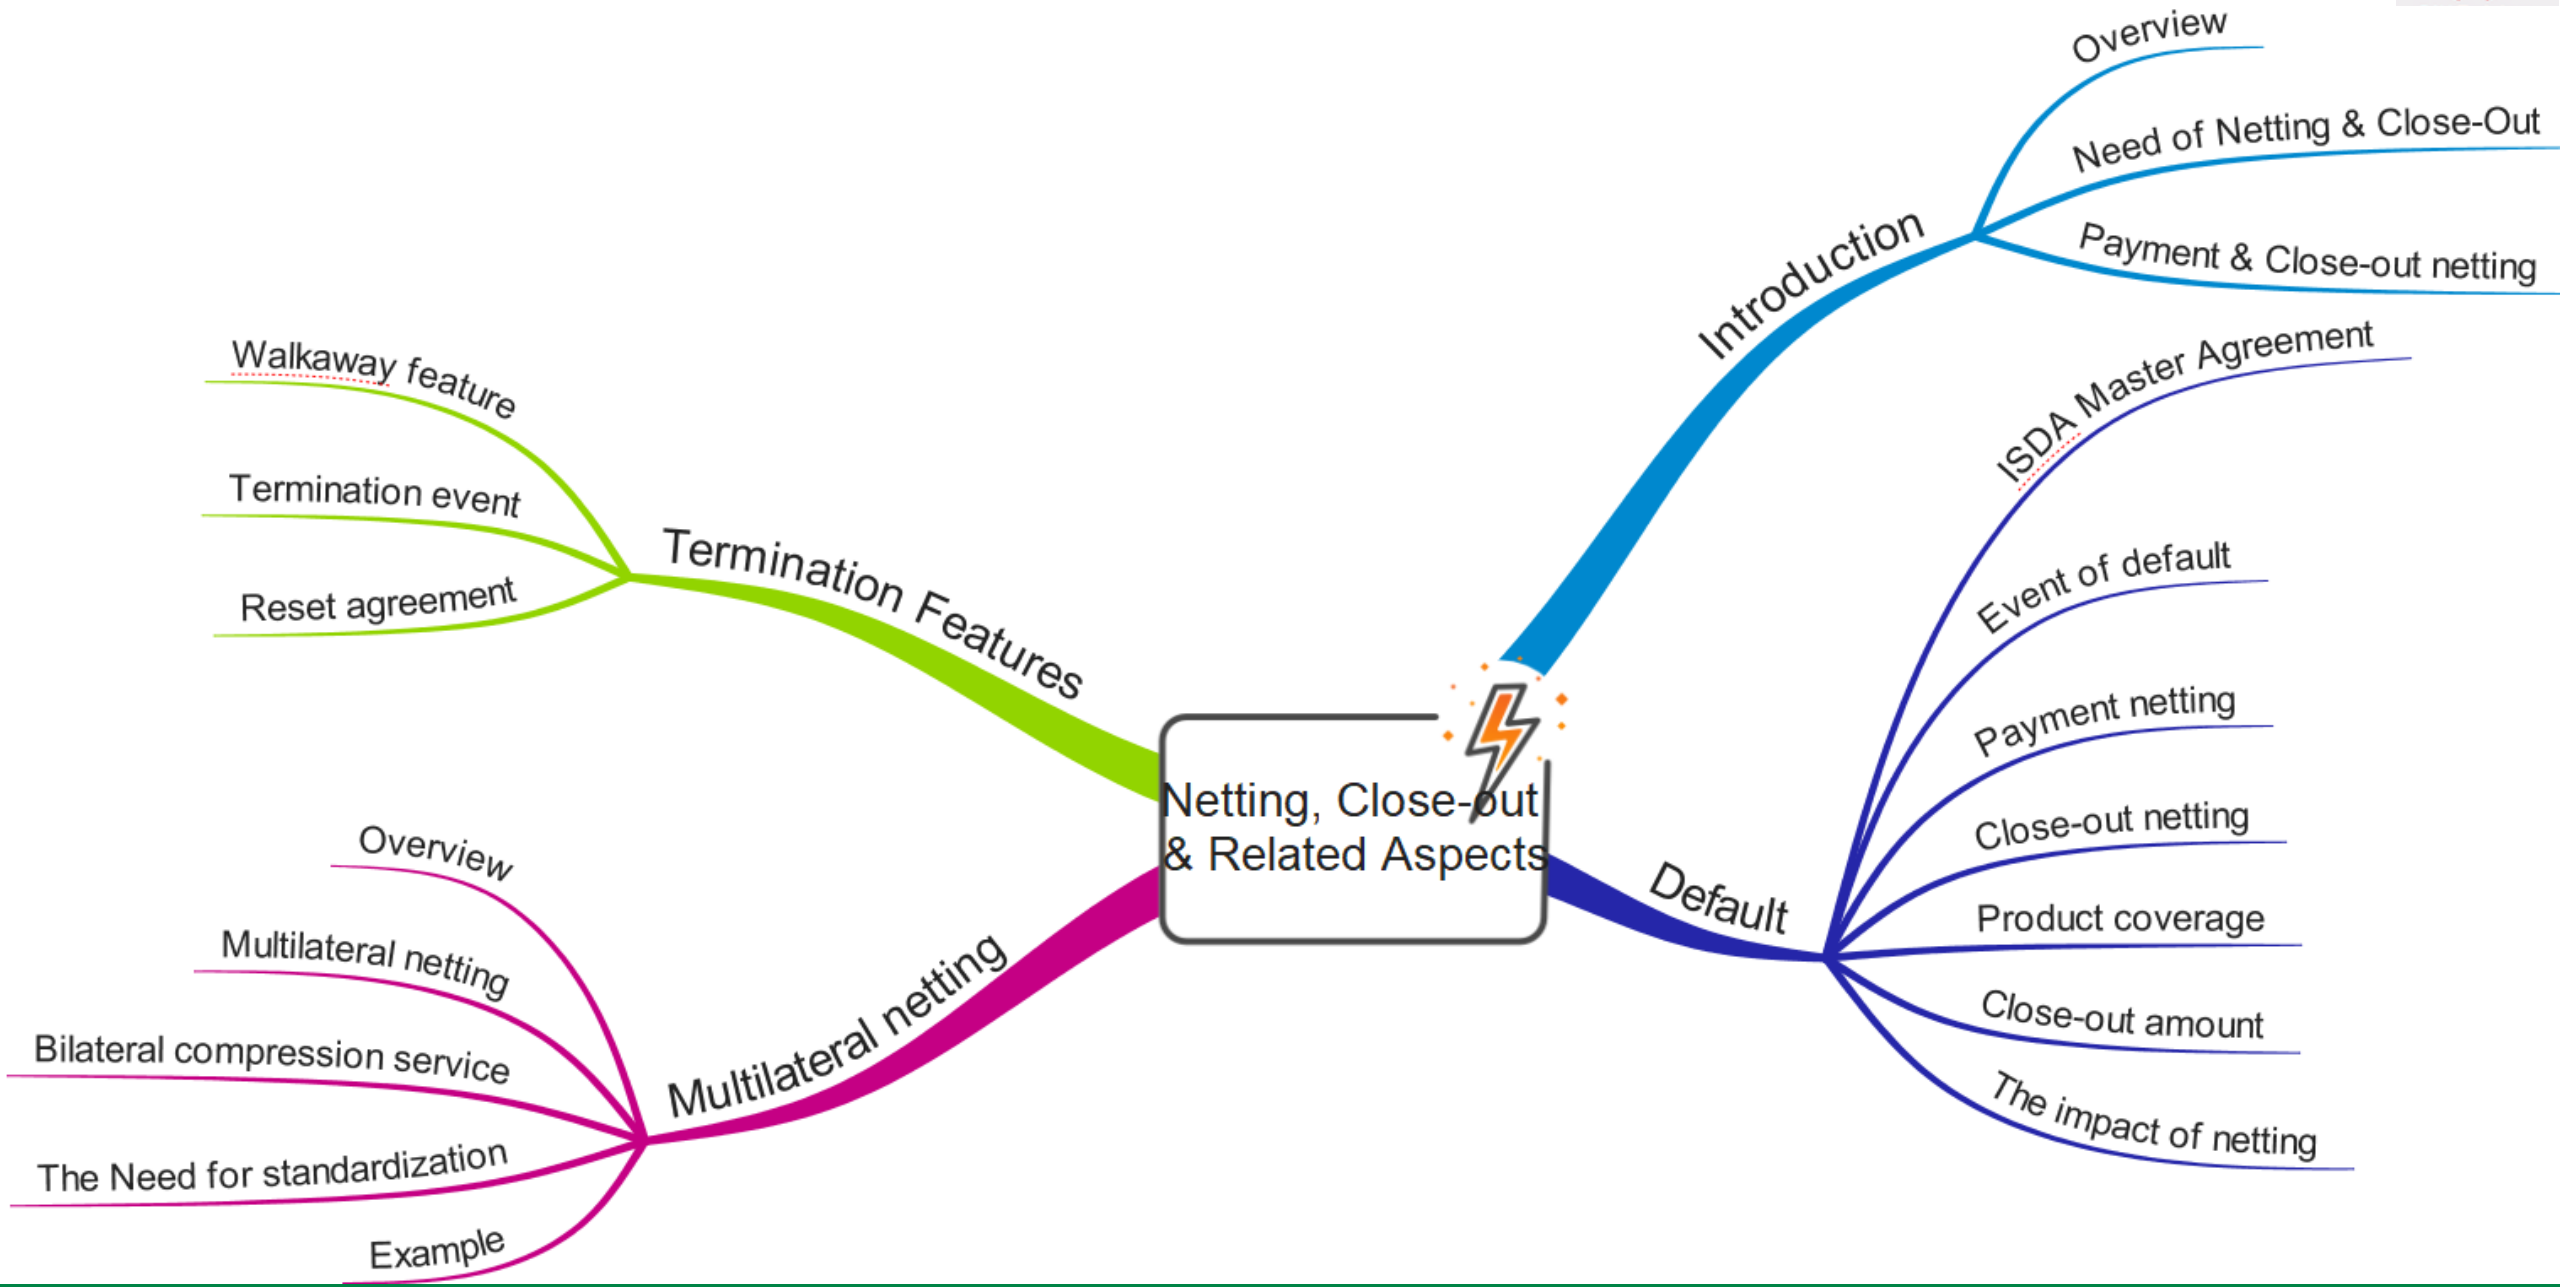 Netting, Close-out
& Related Aspects
Introduction
Overview
Need of Netting & Close-Out
Payment & Close-out netting
Default
ISDA Master Agreement
Event of default
Payment netting
Close-out netting
Product coverage
Close-out amount
The impact of netting
Termination Features
Walkaway feature
Termination event
Reset agreement
Multilateral netting
Overview
Multilateral netting
Bilateral compression service
The Need for standardization
Example